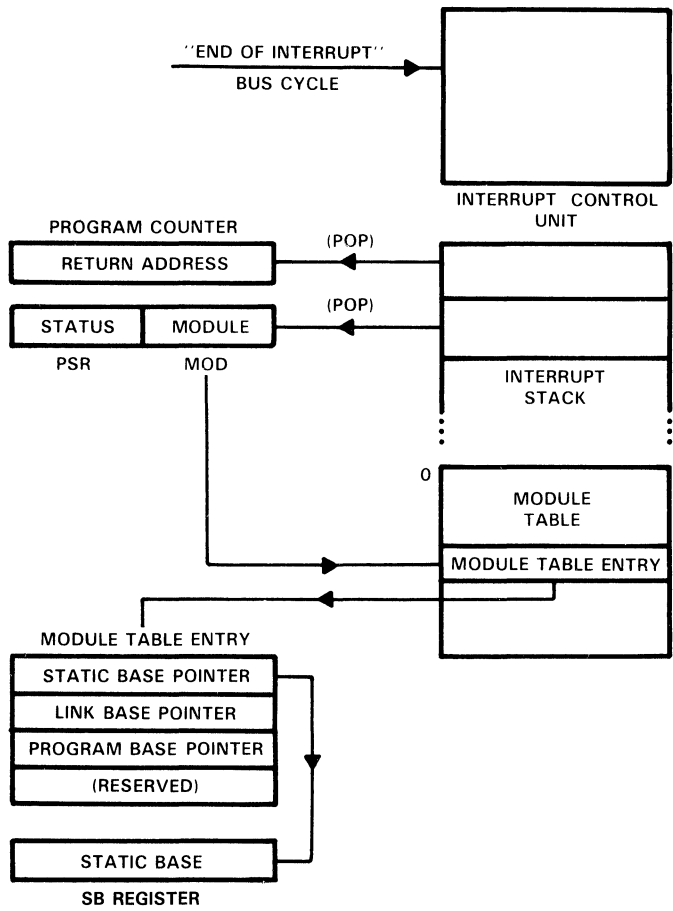 "END OF INTERRUPT"
BUS CYCLE
INTERRUPT CONTROL
UNIT
PROGRAM COUNTER
RETURN ADDRESS
(POP)
STATUS
MODULE
(POP)
PSR
MOD
INTERRUPT
STACK
0
MODULE
TABLE
MODULE TABLE ENTRY
MODULE TABLE ENTRY
STATIC BASE POINTER
LINK BASE POINTER
PROGRAM BASE POINTER
(RESERVED)
STATIC BASE
SB REGISTER